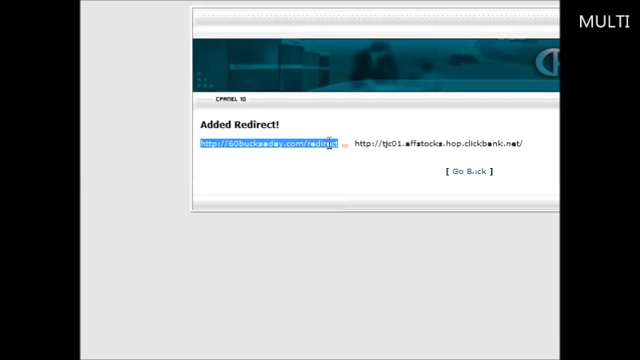 MULTI
CPANEL 10
Added Redirect!
http://60bucksaday.com/redirect >> http://tjc01.affstocks.hop.clickbank.net/
[ Go Back ]